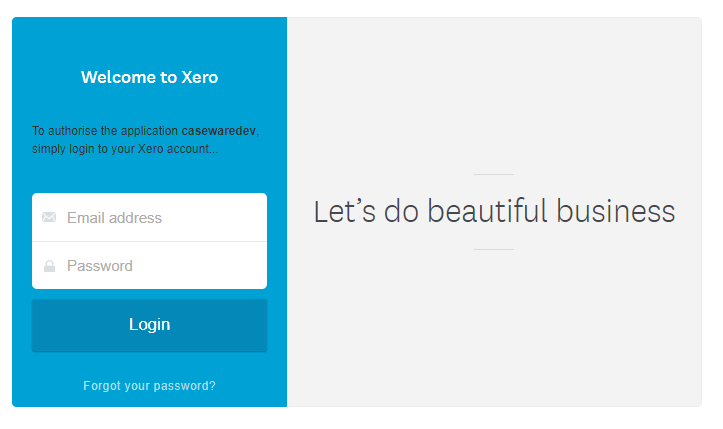 Welcome to Xero
To authorise the application casewaredev,
simply login to your Xero account...
Email address
Password
Login
Forgot your password?
Let's do beautiful business